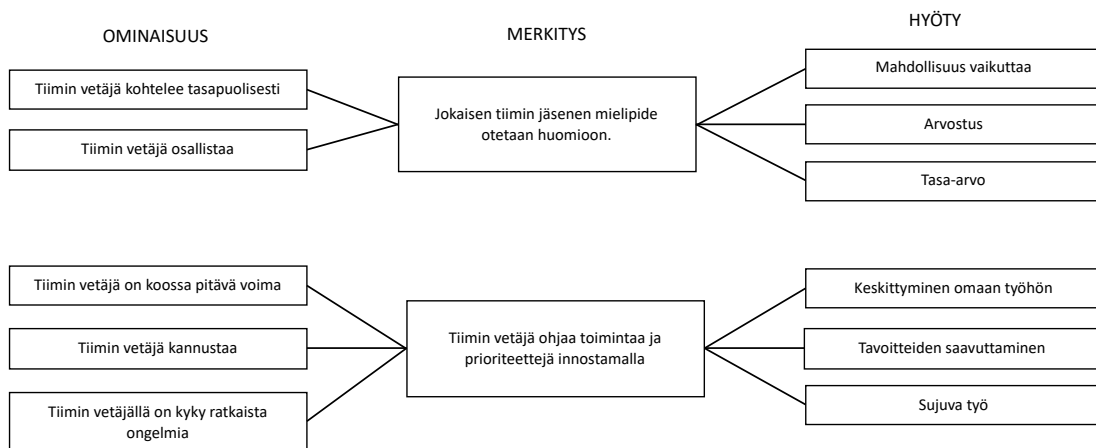 OMINAISUUS
MERKITYS
HYÖTY
Tiimin vetäjä kohtelee tasapuolisesti
Tiimin vetäjä osallistaa
Jokaisen tiimin jäsenen mielipide
otetaan huomioon.
Mahdollisuus vaikuttaa
Arvostus
Tasa-arvo
Tiimin vetäjä on koossa pitävä voima
Tiimin vetäjä kannustaa
Tiimin vetäjällä on kyky ratkaista
ongelmia
Tiimin vetäjä ohjaa toimintaa ja
prioriteettejä innostamalla
Keskittyminen omaan työhön
Tavoitteiden saavuttaminen
Sujuva työ